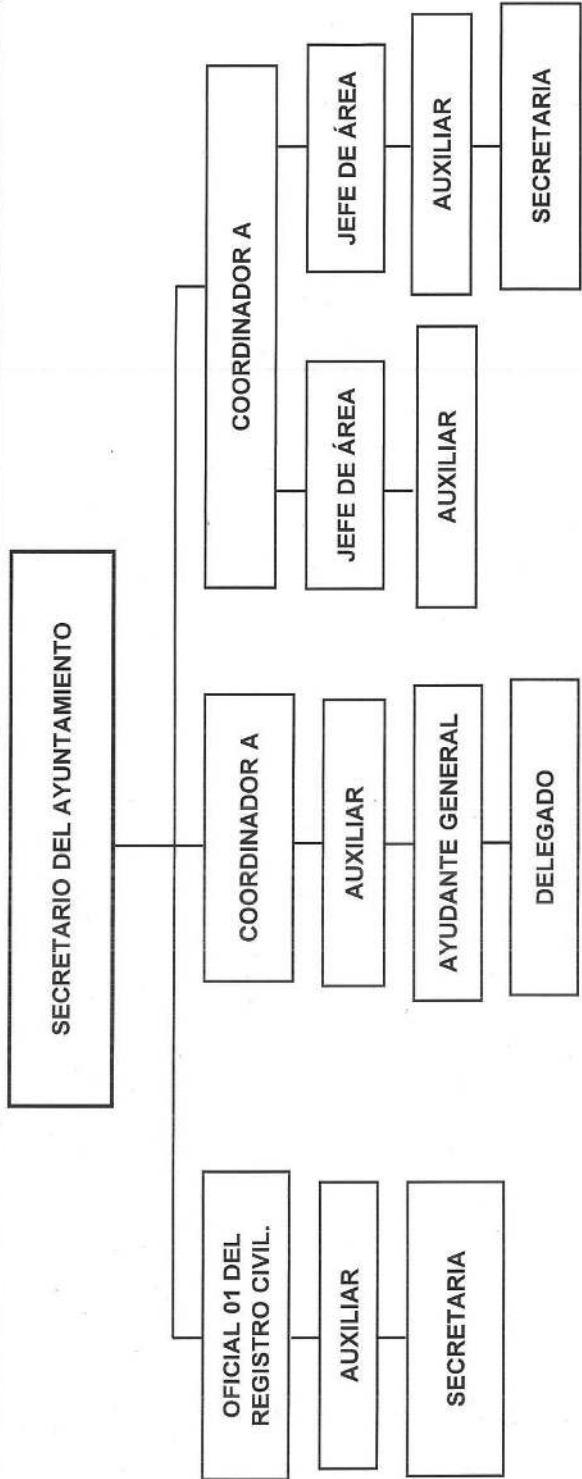 SECRETARIO DEL AYUNTAMIENTO
OFICIAL 01 DEL
REGISTRO CIVIL.
AUXILIAR
SECRETARIA
COORDINADOR A
AUXILIAR
AYUDANTE GENERAL
DELEGADO
COORDINADOR A
JEFE DE ÁREA
AUXILIAR
JEFE DE ÁREA
AUXILIAR
SECRETARIA